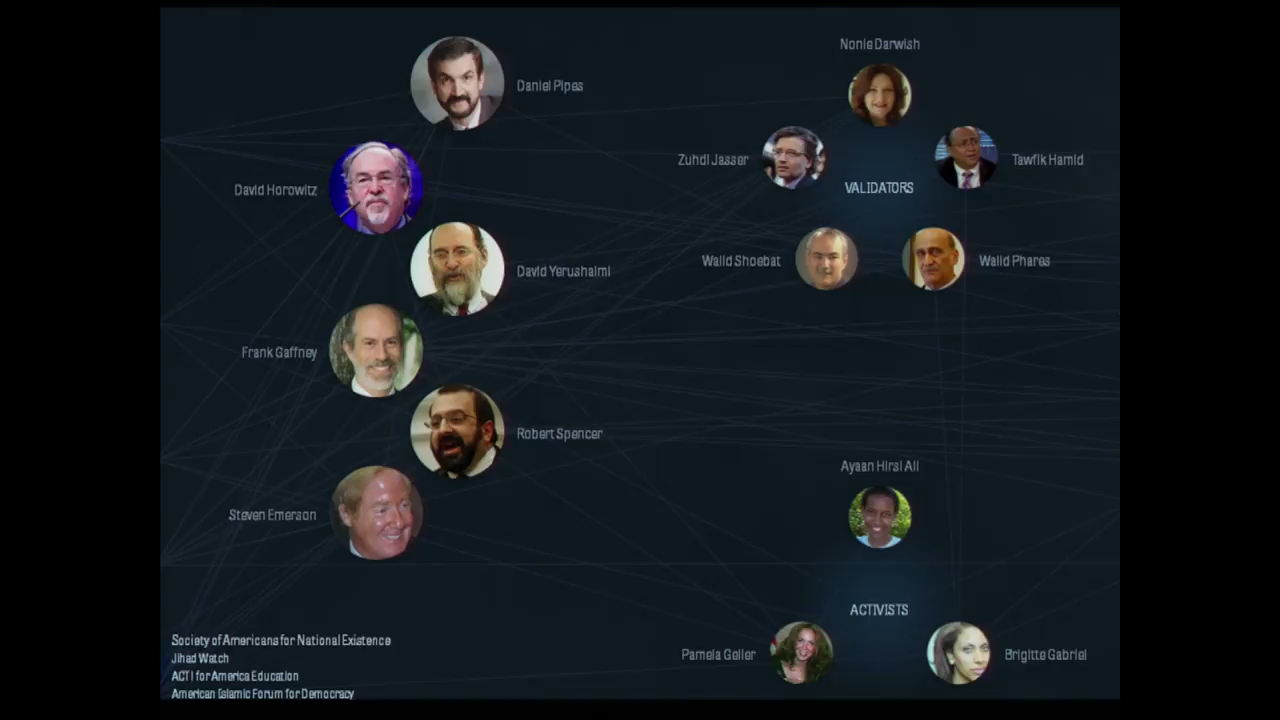 Nonie Darwish
Daniel Pipes
Zuhdi Jasser
Tawfik Hamid
VALIDATORS
David Horowitz
Walid Shoebat
Walid Phares
David Yerushalmi
Frank Gaffney
Robert Spencer
Ayaan Hirsi Ali
Steven Emerson
ACTIVISTS
Society of Americans for National Existence
Jihad Watch
ACT! for America Education
American Islamic Forum for Democracy
Pamela Geller
Brigitte Gabriel